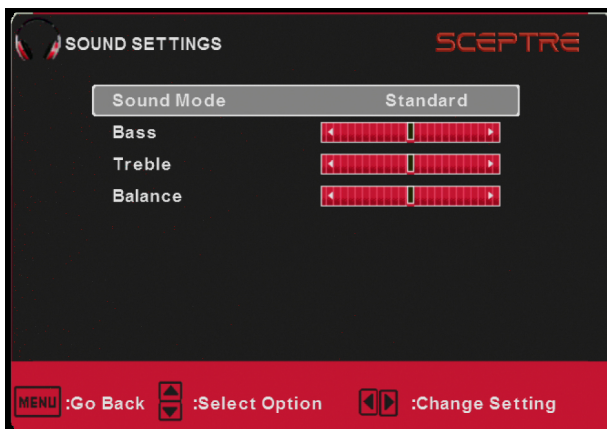 SOUND SETTINGS
SCEPTRE
Sound Mode Standard
Bass
Treble
Balance
MENU :Go Back :Select Option :Change Setting